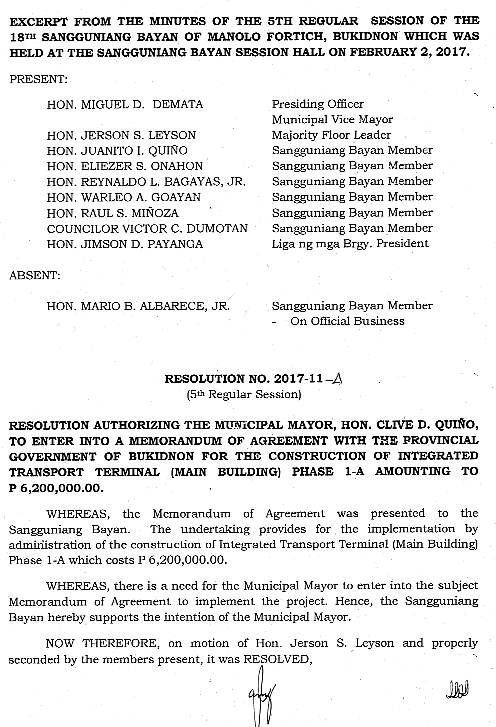 EXCERPT FROM THE MINUTES OF THE 5TH REGULAR SESSION OF THE
18TH SANGGUNIANG BAYAN OF MANOLO FORTICH, BUKIDNON WHICH WAS
HELD AT THE SANGGUNIANG BAYAN SESSION HALL ON FEBRUARY 2, 2017.
PRESENT:
HON. MIGUEL D. DEMATA Presiding Officer
Municipal Vice Mayor
HON. JERSON S. LEYSON Majority Floor Leader
HON. JUANITO I. QUIÑO Sangguniang Bayan Member
HON. ELIEZER S. ONAHON Sangguniang Bayan Member
HON. REYNALDO L. BAGAYAS, JR. Sangguniang Bayan Member
HON. WARLEO A. GOAYAN Sangguniang Bayan Member
HON. RAUL S. MIÑOZA Sangguniang Bayan Member
COUNCILOR VICTOR C. DUMOTAN Sangguniang Bayan Member
HON. JIMSON D. PAYANGA Liga ng mga Brgy. President
ABSENT:
HON. MARIO B. ALBARECE, JR. Sangguniang Bayan Member
- On Official Business
RESOLUTION NO. 2017-11-A
(5th Regular Session)
RESOLUTION AUTHORIZING THE MUNICIPAL MAYOR, HON. CLIVE D. QUIÑO,
TO ENTER INTO A MEMORANDUM OF AGREEMENT WITH THE PROVINCIAL
GOVERNMENT OF BUKIDNON FOR THE CONSTRUCTION OF INTEGRATED
TRANSPORT TERMINAL (MAIN BUILDING) PHASE 1-A AMOUNTING TO
P 6,200,000.00.
WHEREAS, the Memorandum of Agreement was presented to the
Sangguniang Bayan. The undertaking provides for the implementation by
administration of the construction of Integrated Transport Terminal (Main Building)
Phase 1-A which costs P 6,200,000.00.
WHEREAS, there is a need for the Municipal Mayor to enter into the subject
Memorandum of Agreement to implement the project. Hence, the Sangguniang
Bayan hereby supports the intention of the Municipal Mayor.
NOW THEREFORE, on motion of Hon. Jerson S. Leyson and properly
seconded by the members present, it was RESOLVED,